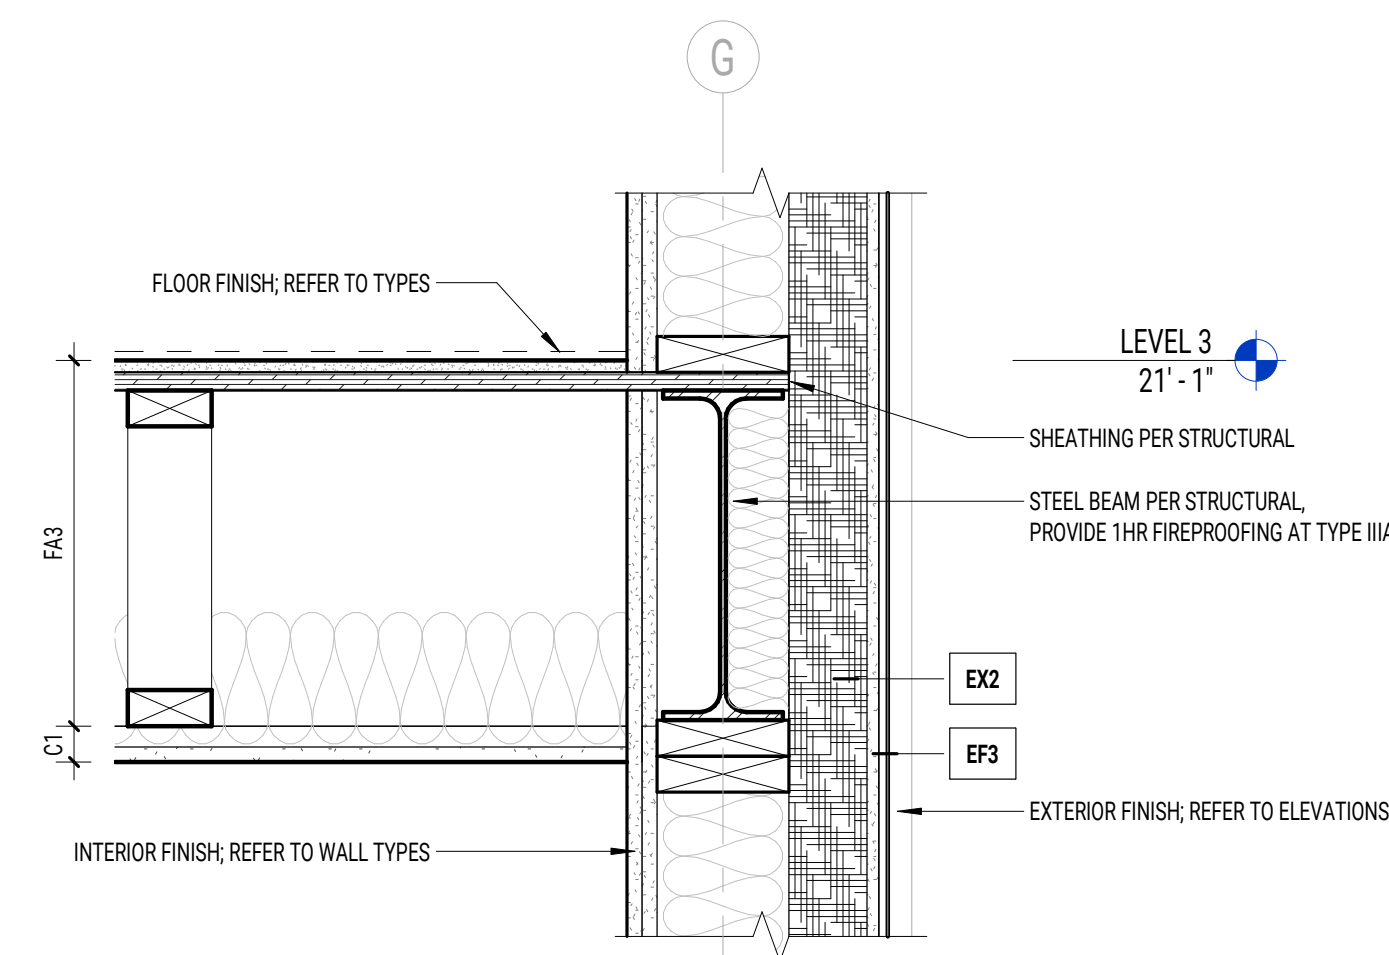 G
FLOOR FINISH; REFER TO TYPES
LEVEL 3
21' - 1"
SHEATHING PER STRUCTURAL
STEEL BEAM PER STRUCTURAL,
PROVIDE 1HR FIREPROOFING AT TYPE IIIA
FA3
EX2
C1
EF3
EXTERIOR FINISH; REFER TO ELEVATIONS
INTERIOR FINISH; REFER TO WALL TYPES